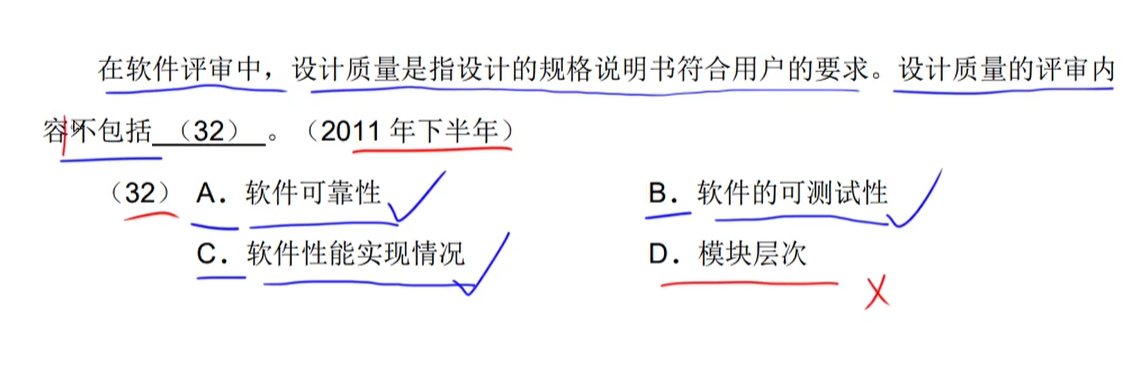 在软件评审中，设计质量是指设计的规格说明书符合用户的要求。设计质量的评审内
容不包括（32）。（2011 年下半年）
（32） A．软件可靠性 B．软件的可测试性
C．软件性能实现情况 D．模块层次